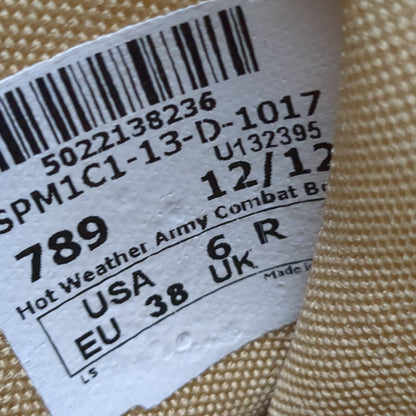 5022138236
SPM1C1-13-D-1017
U132395
789 12/12
Hot Weather Army Combat
USA 6 R
EU 38 UK
Made in
LS